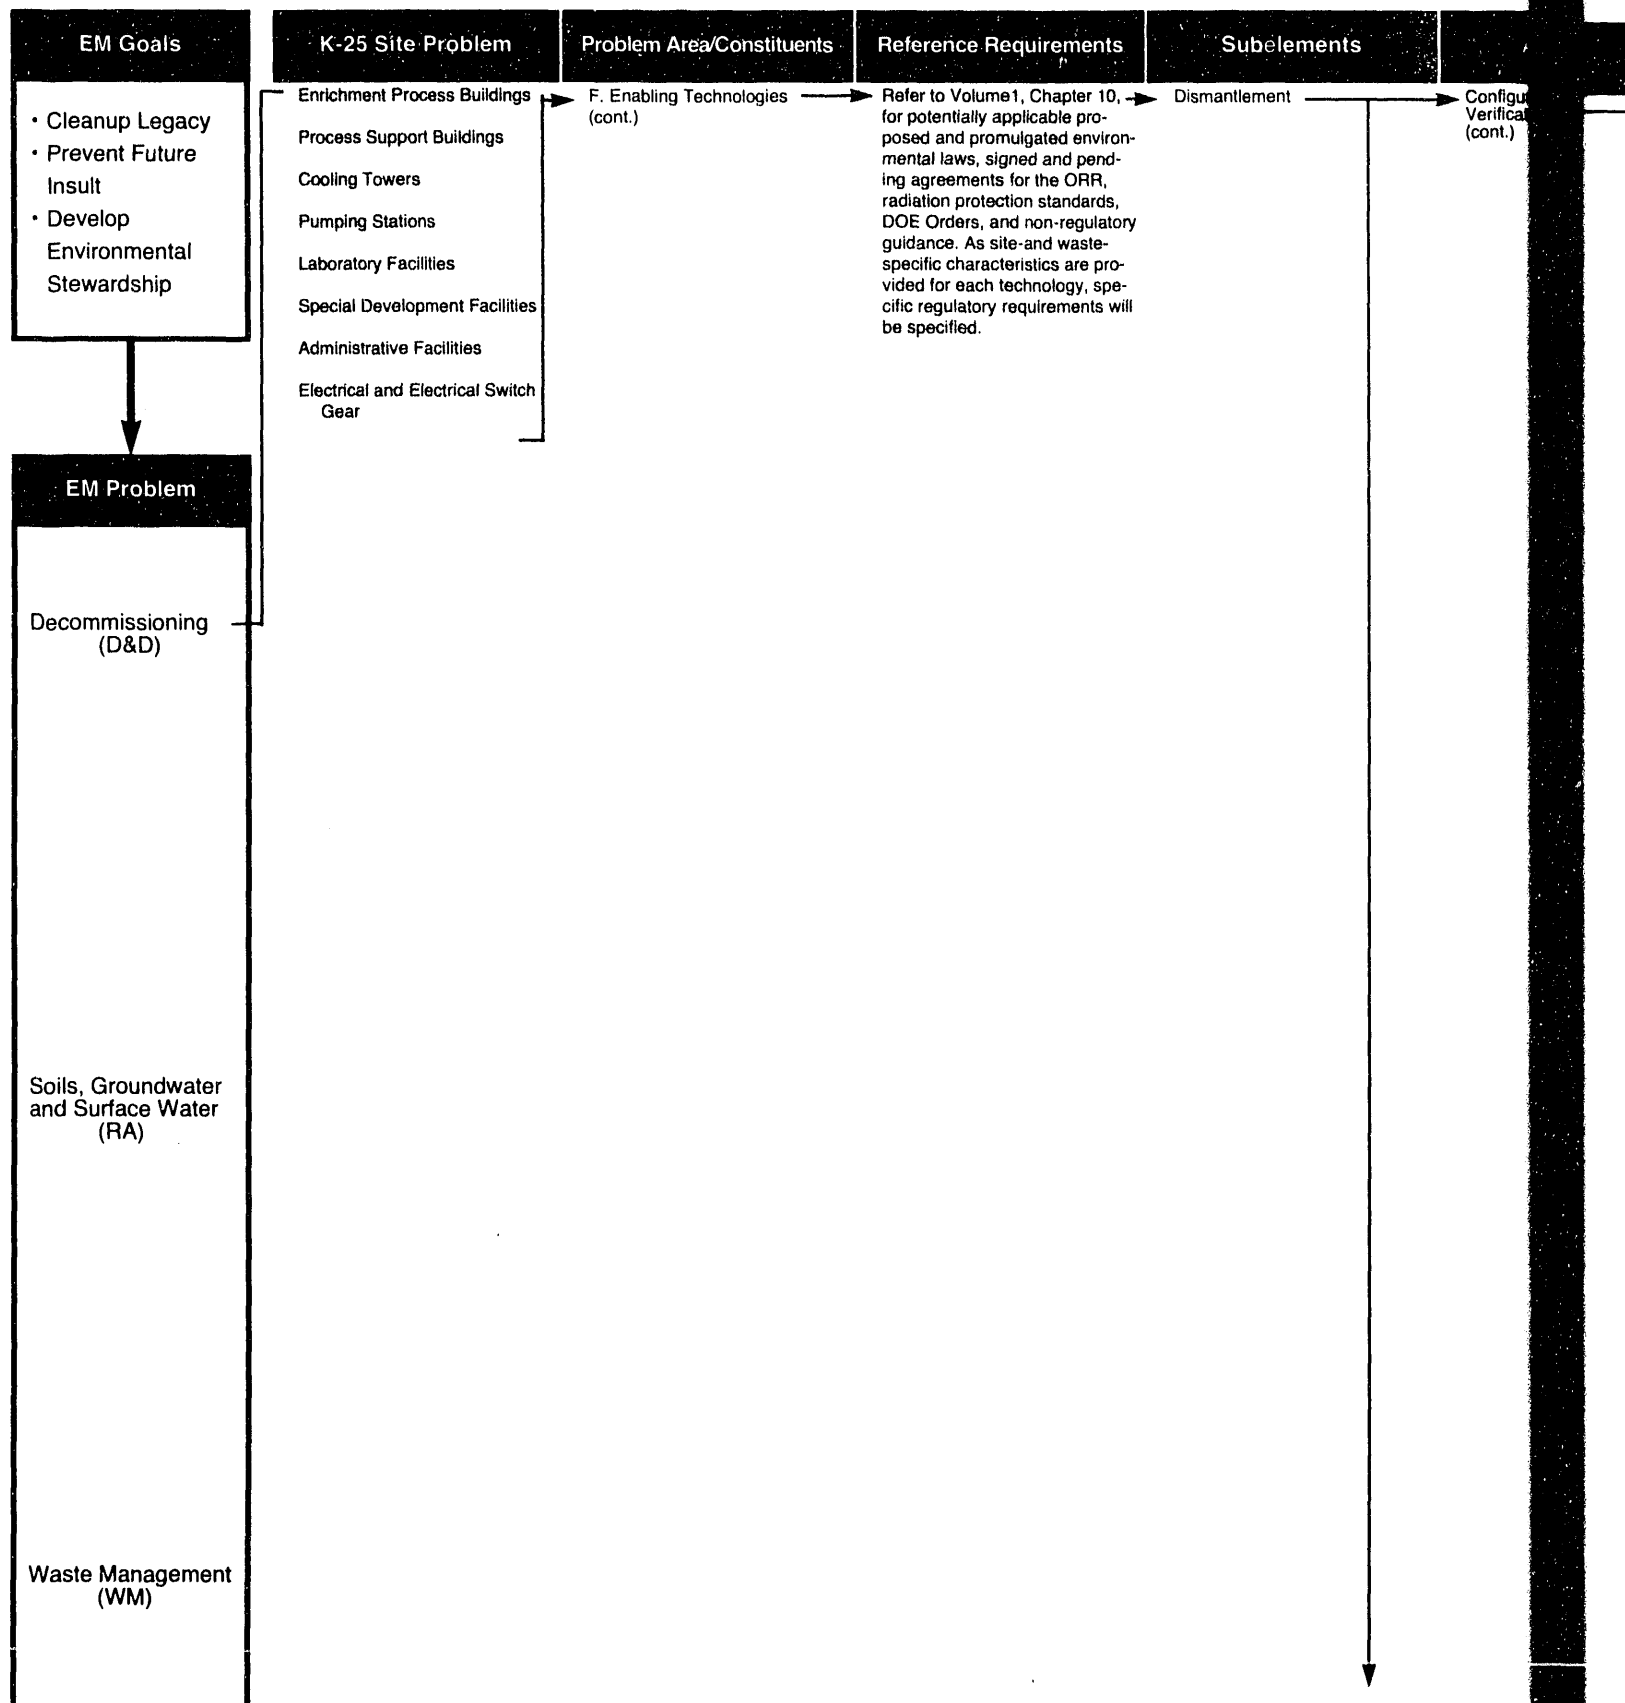 EM Goals
• Cleanup Legacy
• Prevent Future
Insult
• Develop
Environmental
Stewardship
EM Problem
Decommissioning
(D&D)
Soils, Groundwater
and Surface Water
(RA)
Waste Management
(WM)
K-25 Site Problem
Enrichment Process Buildings
Process Support Buildings
Cooling Towers
Pumping Stations
Laboratory Facilities
Special Development Facilities
Administrative Facilities
Electrical and Electrical Switch
Gear
Problem Area/Constituents
F. Enabling Technologies
(cont.)
Reference Requirements
Refer to Volume1, Chapter 10,
for potentially applicable pro-
posed and promulgated environ-
mental laws, signed and pend-
ing agreements for the ORR,
radiation protection standards,
DOE Orders, and non-regulatory
guidance. As site-and waste-
specific characteristics are pro-
vided for each technology, spe-
cific regulatory requirements will
be specified.
Subelements
Dismantlement
(cont.)